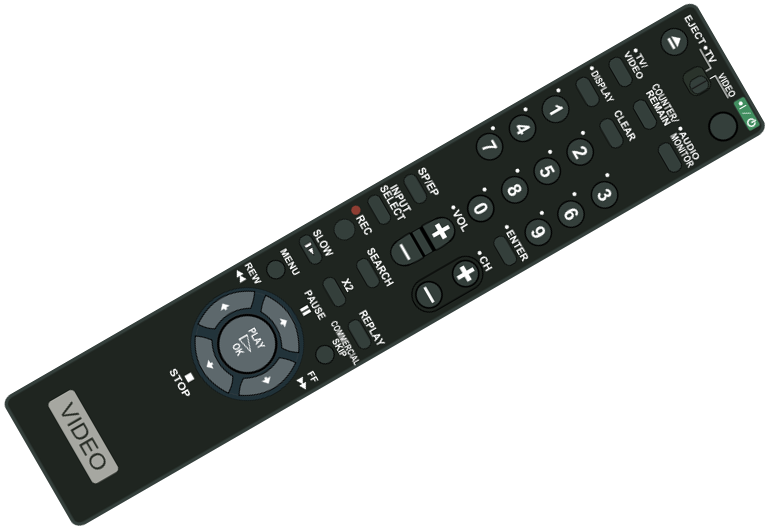 EJECT
TV
VIDEO
I / ⏻
TV/
VIDEO
COUNTER/
REMAIN
AUDIO
MONITOR
DISPLAY
CLEAR
1
2
3
4
5
6
7
8
9
0
ENTER
SP/EP
VOL
+
−
CH
+
−
INPUT
SELECT
REC
SLOW
SEARCH
MENU
X2
REPLAY
REW
PAUSE
COMMERCIAL
SKIP
PLAY
OK
STOP
FF
VIDEO